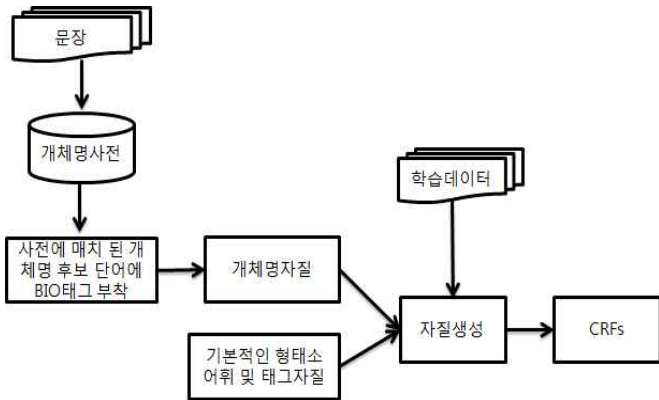 문장
개체명사전
학습데이터
사전에 매치 된 개
체명 후보 단어에
BIO태그 부착
개체명자질
자질생성
CRFs
기본적인 형태소
어휘 및 태그자질